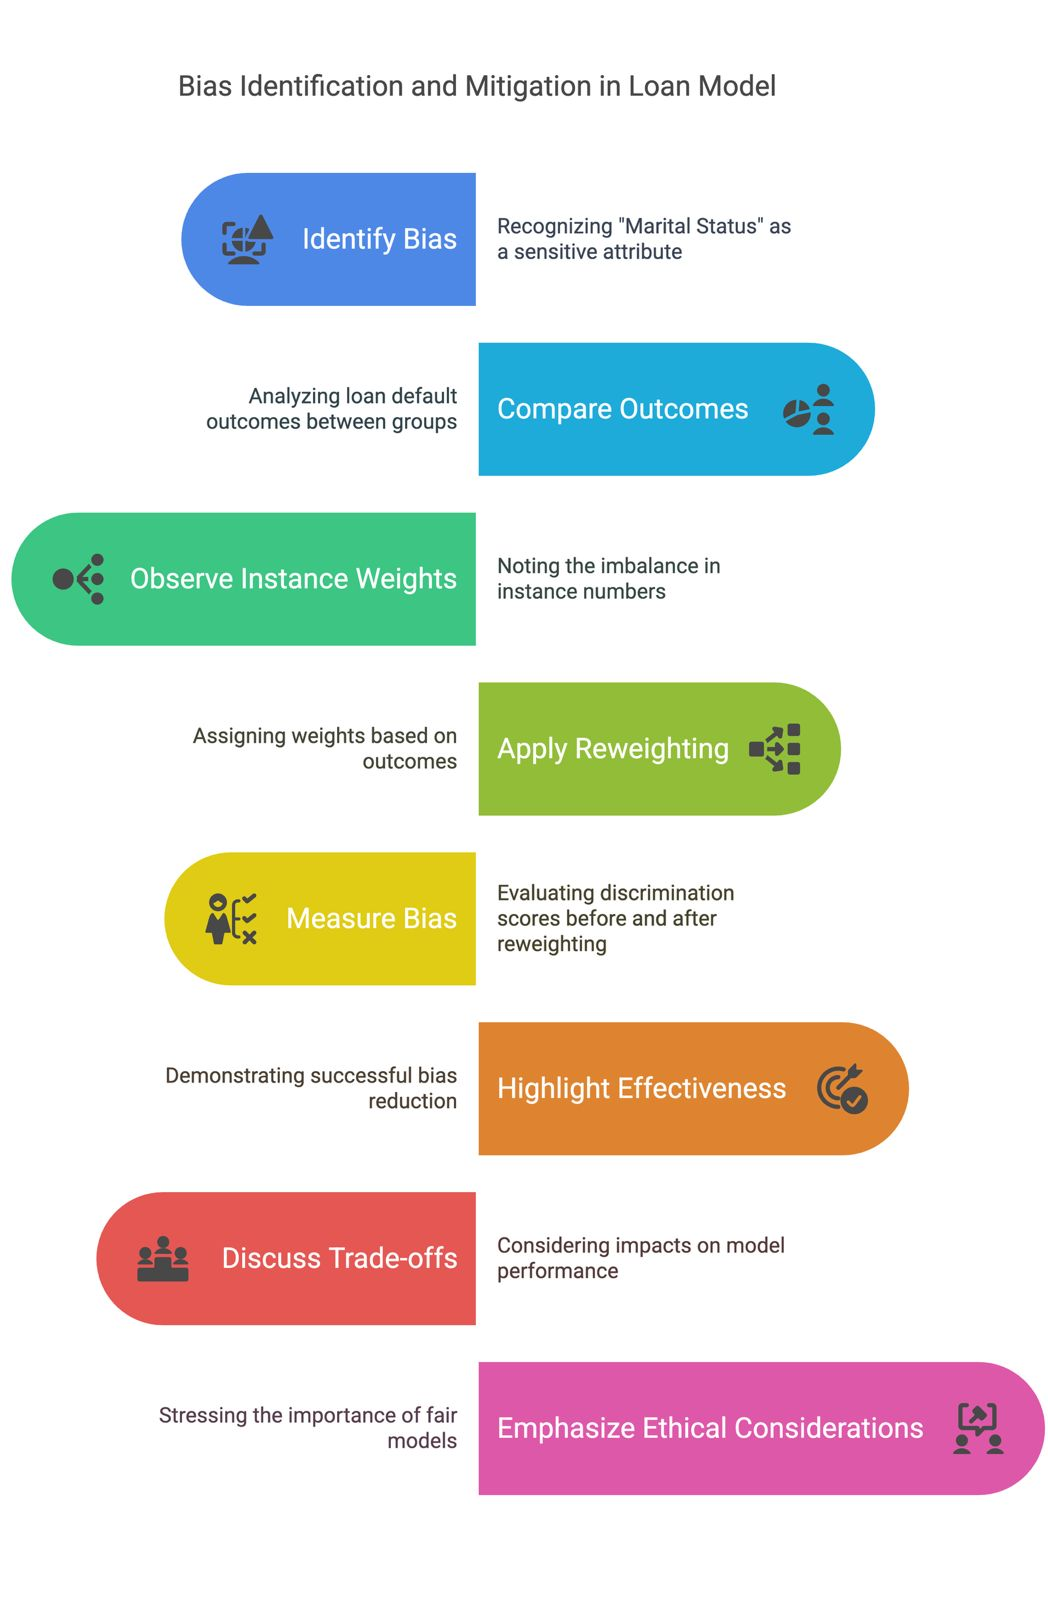 Bias Identification and Mitigation in Loan Model
Identify Bias
Recognizing "Marital Status" as
a sensitive attribute
Analyzing loan default
outcomes between groups
Compare Outcomes
Observe Instance Weights
Noting the imbalance in
instance numbers
Assigning weights based on
outcomes
Apply Reweighting
Measure Bias
Evaluating discrimination
scores before and after
reweighting
Demonstrating successful bias
reduction
Highlight Effectiveness
Discuss Trade-offs
Considering impacts on model
performance
Stressing the importance of fair
models
Emphasize Ethical Considerations